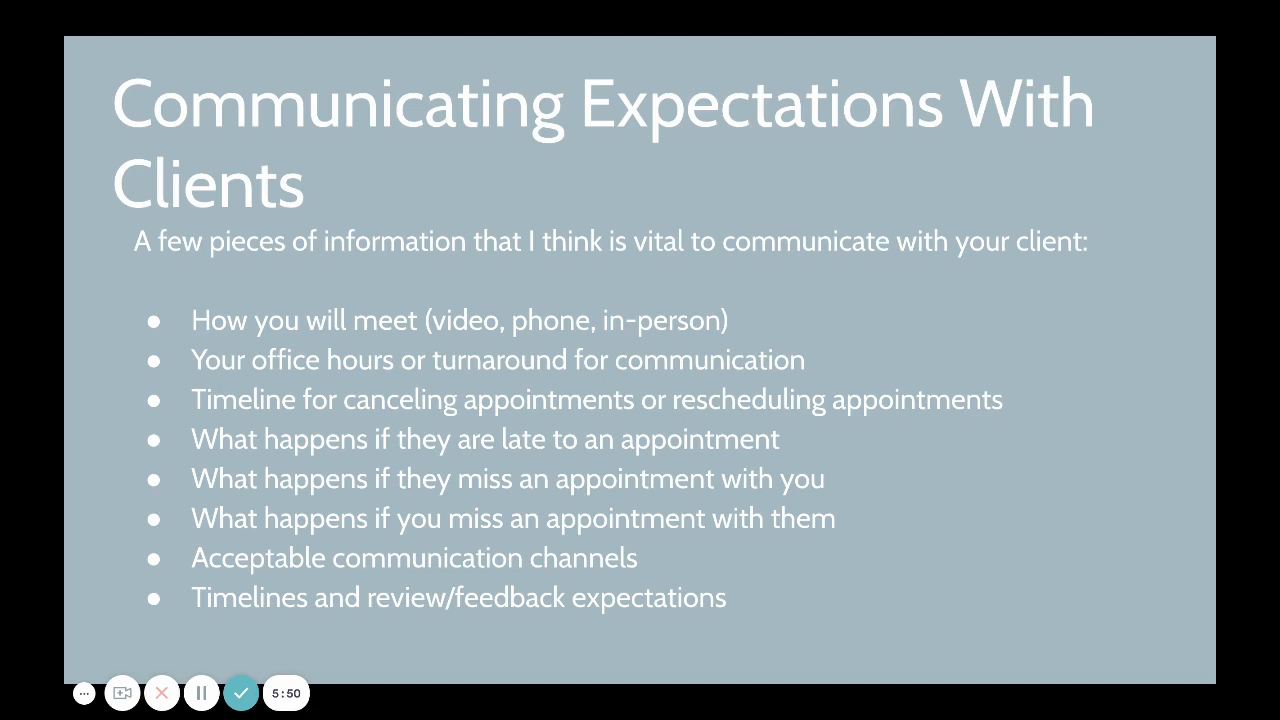 Communicating Expectations With
Clients
A few pieces of information that I think is vital to communicate with your client:
● How you will meet (video, phone, in-person)
● Your office hours or turnaround for communication
● Timeline for canceling appointments or rescheduling appointments
● What happens if they are late to an appointment
● What happens if they miss an appointment with you
● What happens if you miss an appointment with them
● Acceptable communication channels
● Timelines and review/feedback expectations
5:50